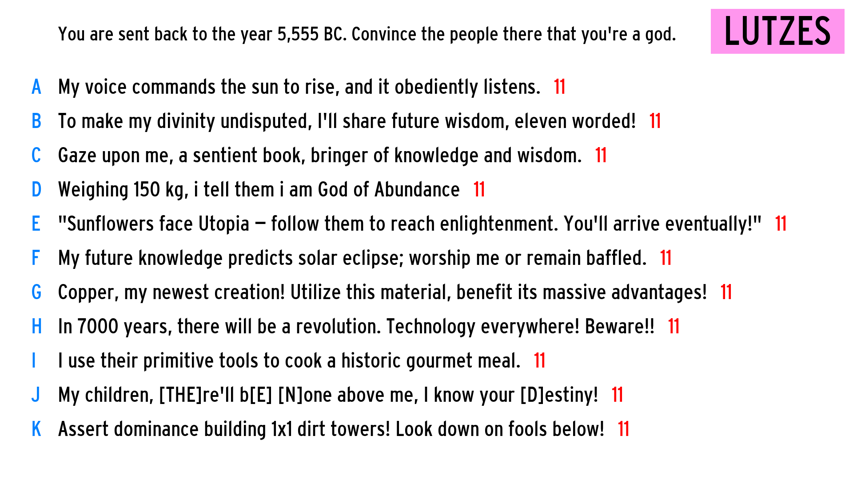 You are sent back to the year 5,555 BC. Convince the people there that you're a god.
LUTZES
A My voice commands the sun to rise, and it obediently listens. 11
B To make my divinity undisputed, I'll share future wisdom, eleven worded! 11
C Gaze upon me, a sentient book, bringer of knowledge and wisdom. 11
D Weighing 150 kg, i tell them i am God of Abundance 11
E "Sunflowers face Utopia – follow them to reach enlightenment. You'll arrive eventually!" 11
F My future knowledge predicts solar eclipse; worship me or remain baffled. 11
G Copper, my newest creation! Utilize this material, benefit its massive advantages! 11
H In 7000 years, there will be a revolution. Technology everywhere! Beware!! 11
I I use their primitive tools to cook a historic gourmet meal. 11
J My children, [THE]re'll b[E] [N]one above me, I know your [D]estiny! 11
K Assert dominance building 1x1 dirt towers! Look down on fools below! 11